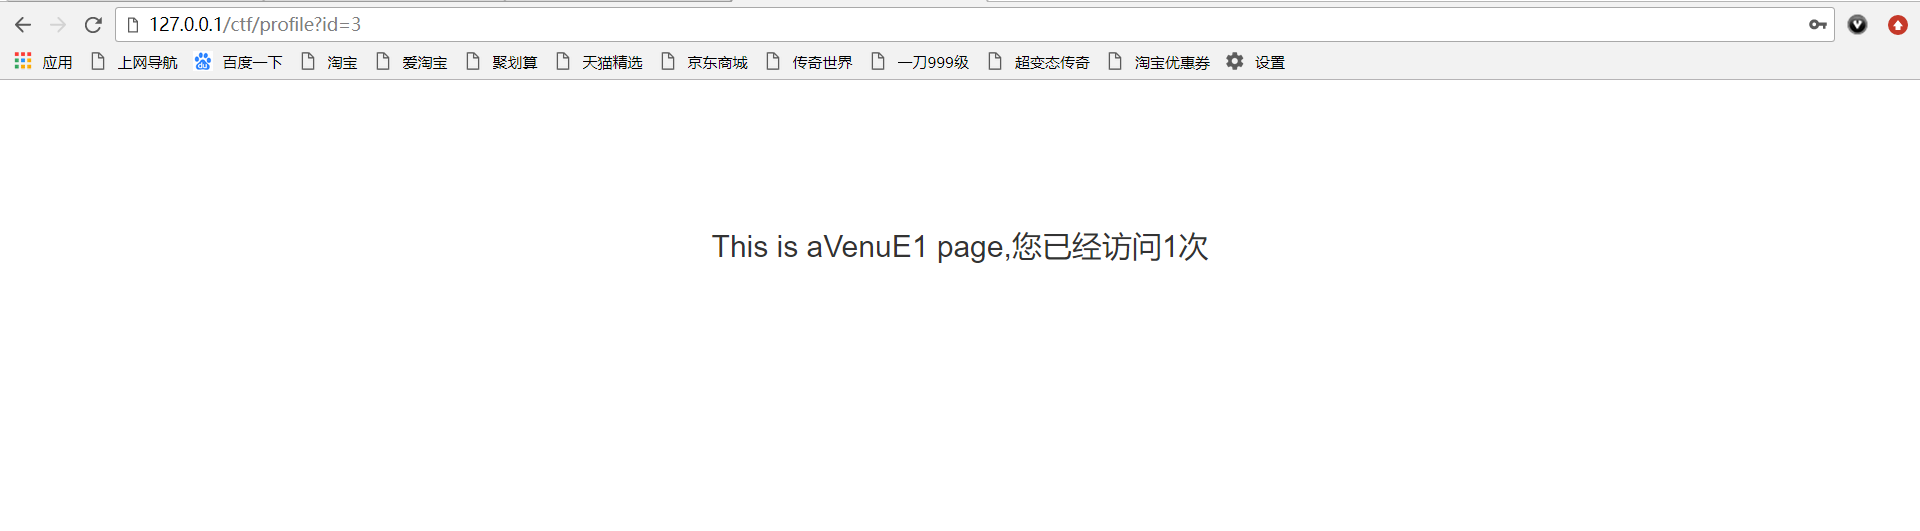 127.0.0.1/ctf/profile?id=3
应用 上网导航 du 百度一下 淘宝 爱淘宝 聚划算 天猫精选 京东商城 传奇世界 一刀999级 超变态传奇 淘宝优惠券 设置
This is aVenuE1 page,您已经访问1次